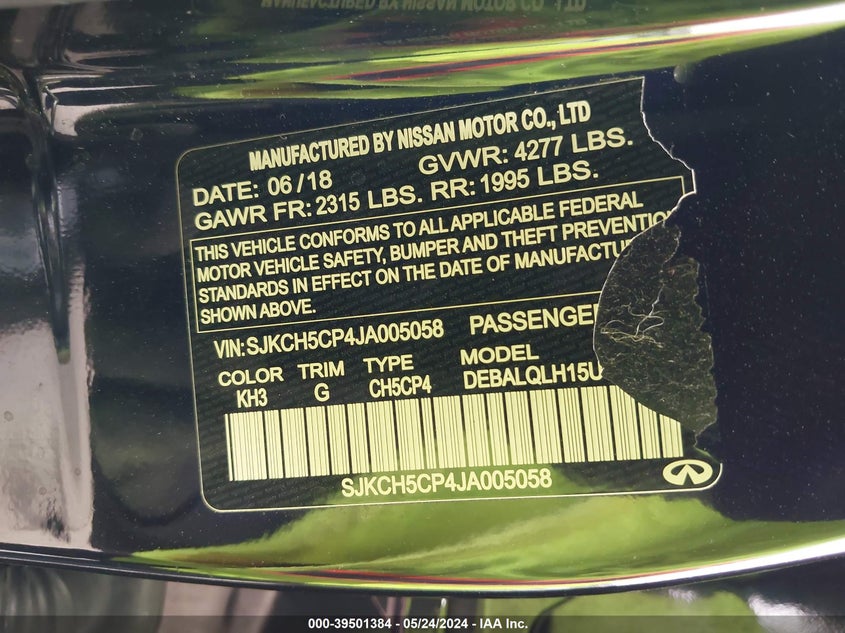 MANUFACTURED BY NISSAN MOTOR CO., LTD
DATE: 06/18 GVWR: 4277 LBS.
GAWR FR: 2315 LBS. RR: 1995 LBS.
THIS VEHICLE CONFORMS TO ALL APPLICABLE FEDERAL
MOTOR VEHICLE SAFETY, BUMPER AND THEFT PREVENTION
STANDARDS IN EFFECT ON THE DATE OF MANUFACTUR
SHOWN ABOVE.
VIN: SJKCH5CP4JA005058 PASSENGE
COLOR TRIM TYPE MODEL
KH3 G CH5CP4 DEBALQLH15U
SJKCH5CP4JA005058
000-39501384 - 05/24/2024 - IAA Inc.